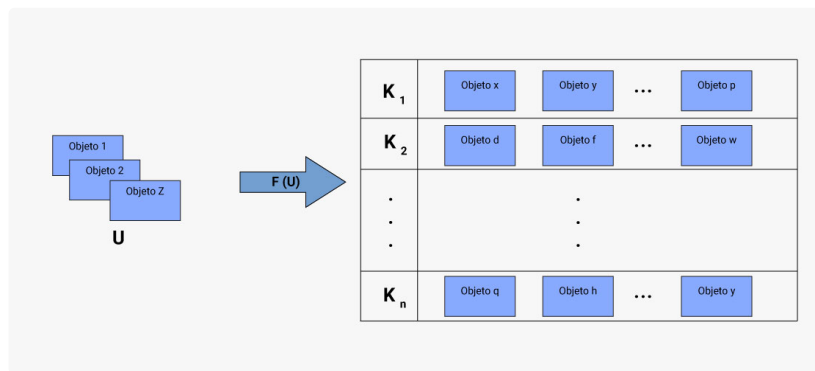 Objeto 1
Objeto 2
Objeto Z
U
F (U)
K 1 Objeto x Objeto y ... Objeto p
K 2 Objeto d Objeto f ... Objeto w
. .
. .
. .
K n Objeto q Objeto h ... Objeto y